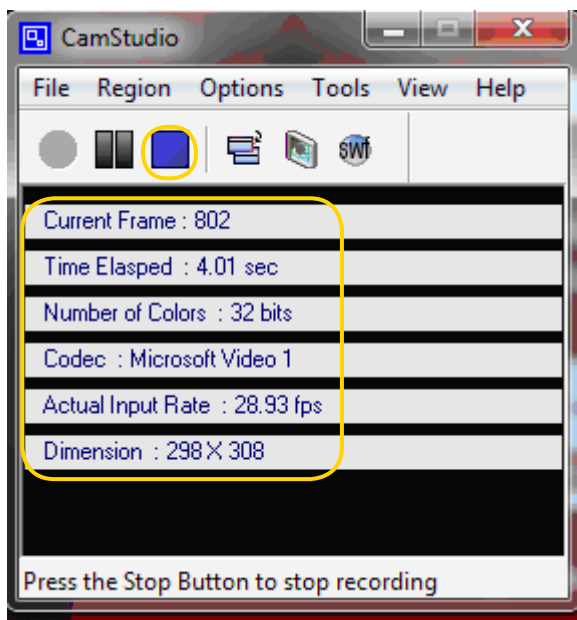 CamStudio
File Region Options Tools View Help
swf
Current Frame : 802
Time Elasped : 4.01 sec
Number of Colors : 32 bits
Codec : Microsoft Video 1
Actual Input Rate : 28.93 fps
Dimension : 298 X 308
Press the Stop Button to stop recording